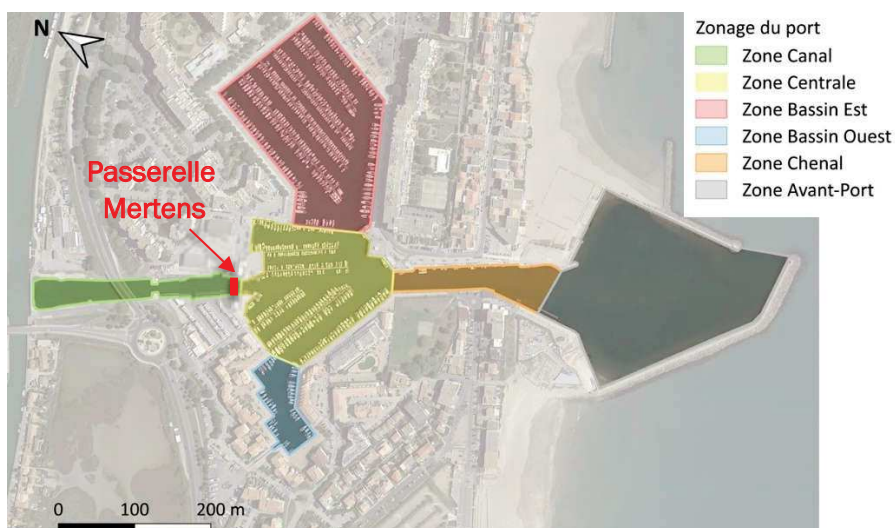 N
Passerelle
Mertens
0 100 200 m
Zonage du port
Zone Canal
Zone Centrale
Zone Bassin Est
Zone Bassin Ouest
Zone Chenal
Zone Avant-Port